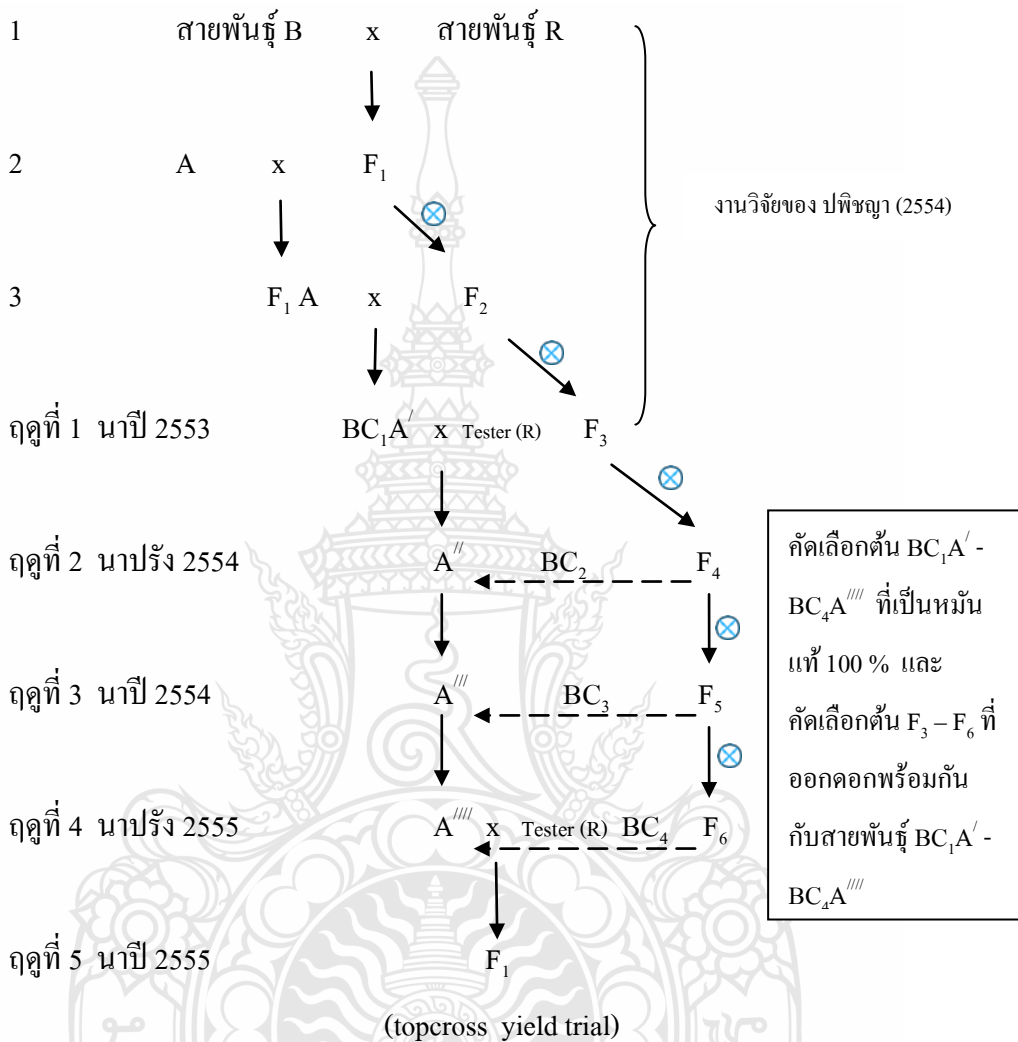 1 สายพันธุ์ B x สายพันธุ์ R
2 A x F₁
งานวิจัยของ ปพิชญา (2554)
3 F₁ A x F₂
ฤดูที่ 1 นาปี 2553 BC₁A′ x Tester (R) F₃
ฤดูที่ 2 นาปรัง 2554 A″ BC₂ F₄
ฤดูที่ 3 นาปี 2554 A‴ BC₃ F₅
ฤดูที่ 4 นาปรัง 2555 A⁗ x Tester (R) BC₄ F₆
ฤดูที่ 5 นาปี 2555 F₁
(topcross yield trial)
คัดเลือกต้น BC₁A′ -
BC₄A⁗ ที่เป็นหมัน
แท้ 100 % และ
คัดเลือกต้น F₃ – F₆ ที่
ออกดอกพร้อมกัน
กับสายพันธุ์ BC₁A′ -
BC₄A⁗